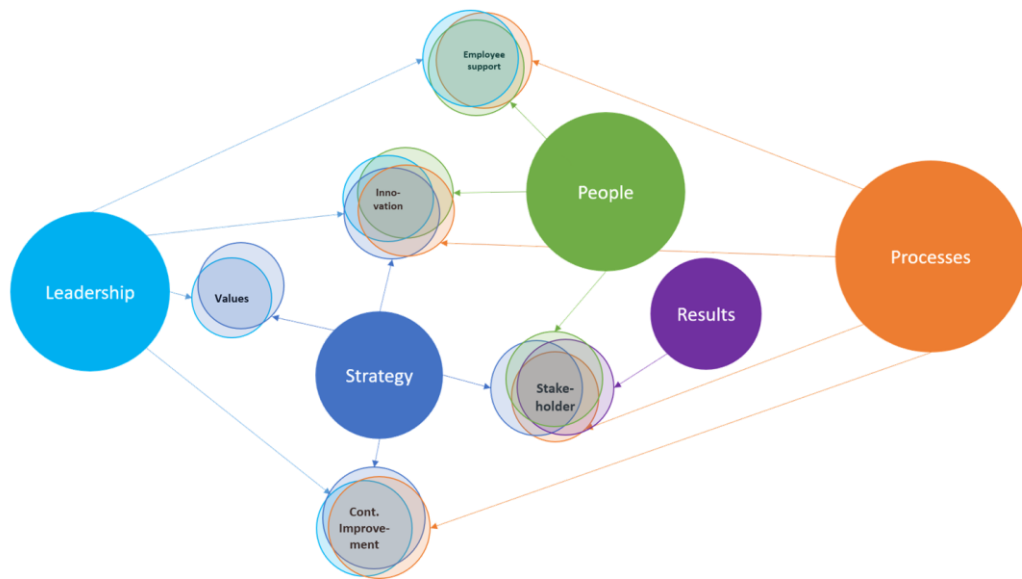 Employee
support
People
Inno-
vation
Processes
Leadership
Values
Results
Strategy
Stake-
holder
Cont.
Improve-
ment